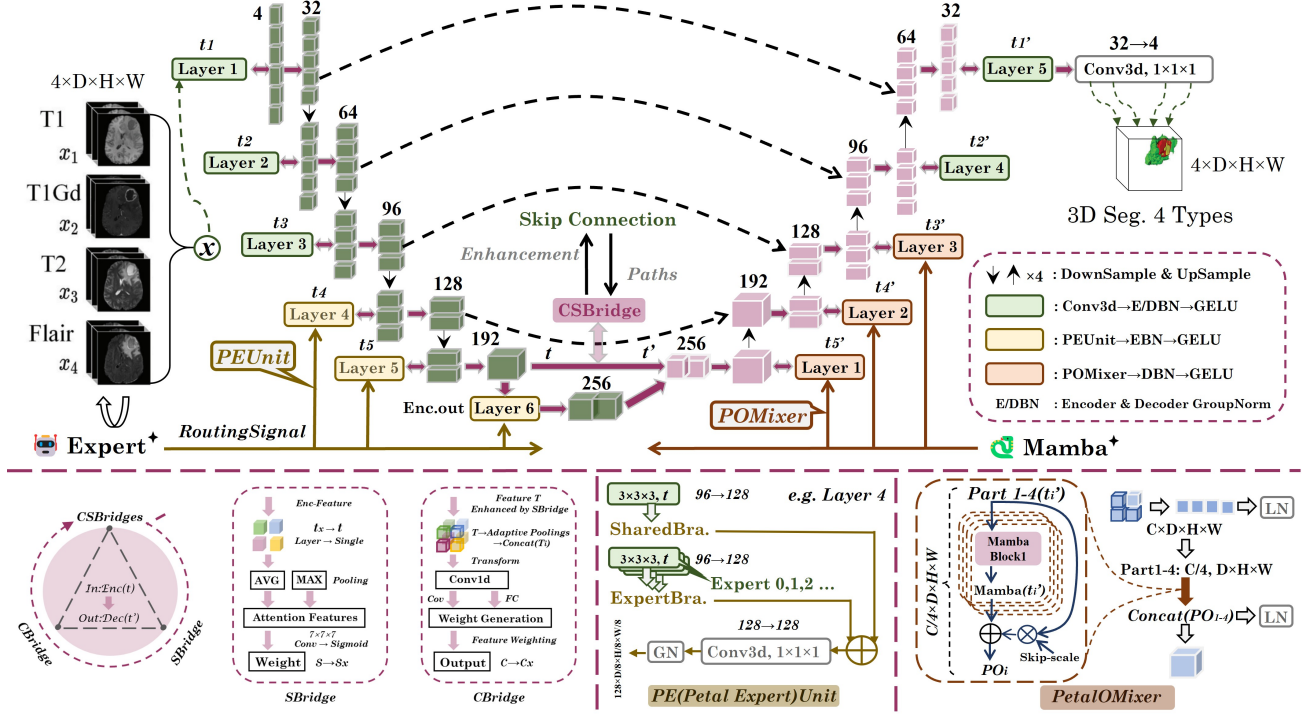 4×D×H×W
T1
x1
T1Gd
x2
T2
x3
Flair
x4
x
t1
Layer 1
4
32
t2
Layer 2
64
t3
Layer 3
96
t4
Layer 4
128
t5
Layer 5
192
Enc.out
Layer 6
256
PEUnit
RoutingSignal
Expert
Skip Connection
Enhancement
Paths
CSBridge
t
t'
256
192
128
96
64
32
t1'
Layer 5
t2'
Layer 4
t3'
Layer 3
t4'
Layer 2
t5'
Layer 1
POMixer
Mamba
32→4
Conv3d, 1×1×1
4×D×H×W
3D Seg. 4 Types
×4 : DownSample & UpSample
: Conv3d→E/DBN→GELU
: PEUnit→EBN→GELU
: POMixer→DBN→GELU
E/DBN : Encoder & Decoder GroupNorm
CSBridges
In:Enc(t)
Out:Dec(t')
CBridge
SBridge
Enc-Feature
tx→t
Layer→Single
AVG
MAX
Pooling
Attention Features
7×7×7
Conv→Sigmoid
Weight
S→Sx
SBridge
Feature T
Enhanced by SBridge
T→Adaptive Poolings
→Concat(Ti)
Transform
Conv1d
Cov
FC
Weight Generation
Feature Weighting
Output
C→Cx
CBridge
3×3×3, t
96→128
e.g. Layer 4
SharedBra.
3×3×3, t
96→128
Expert 0,1,2 ...
ExpertBra.
128→128
Conv3d, 1×1×1
GN
128×D/8×H/8×W/8
PE(Petal Expert)Unit
Part 1-4(ti')
C/4×D×H×W
Mamba
Block1
Mamba(ti')
Skip-scale
POi
C×D×H×W
LN
Part1-4: C/4, D×H×W
Concat(PO1-4)
LN
PetalOMixer